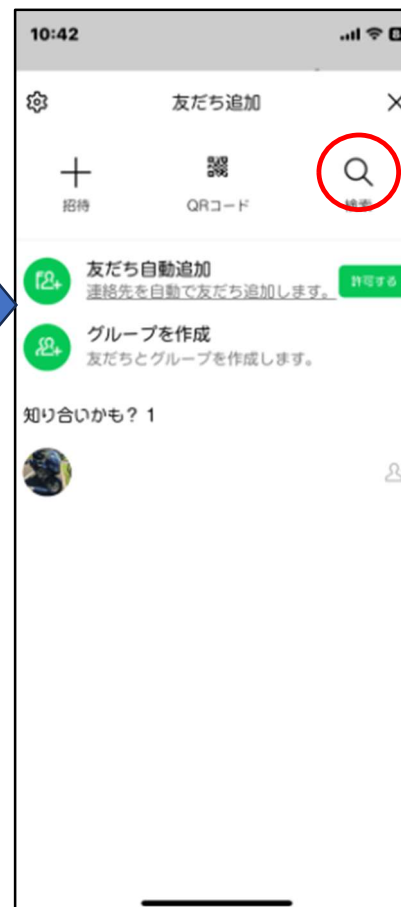 10:42
友だち追加
招待
QRコード
検索
友だち自動追加
連絡先を自動で友だち追加します。
許可する
グループを作成
友だちとグループを作成します。
知り合いかも? 1